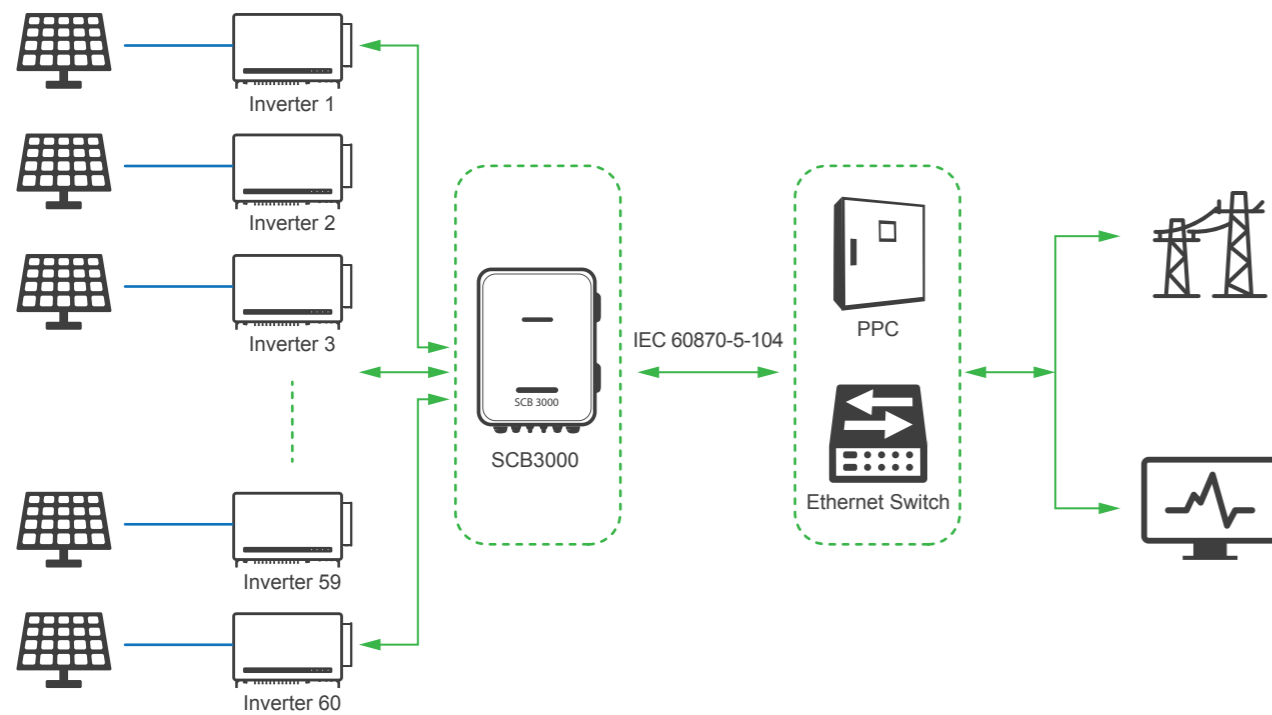 Inverter 1
Inverter 2
Inverter 3
Inverter 59
Inverter 60
SCB 3000
SCB3000
IEC 60870-5-104
PPC
Ethernet Switch